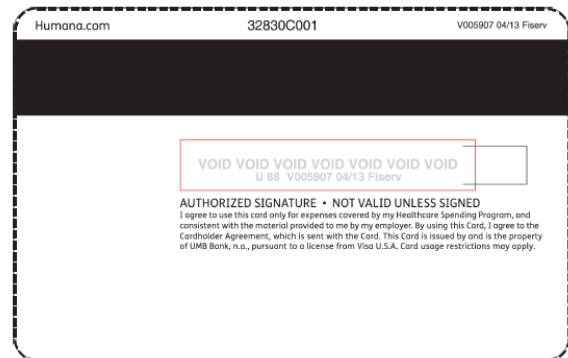 Humana.com 32830C001 V005907 04/13 Fiserv
VOID VOID VOID VOID VOID VOID VOID
U 88 V005907 04/13 Fiserv
AUTHORIZED SIGNATURE • NOT VALID UNLESS SIGNED
I agree to use this card only for expenses covered by my Healthcare Spending Program, and
consistent with the material provided to me by my employer. By using this Card, I agree to the
Cardholder Agreement, which is sent with the Card. This Card is issued by and is the property
of UMB Bank, n.a., pursuant to a license from Visa U.S.A. Card usage restrictions may apply.